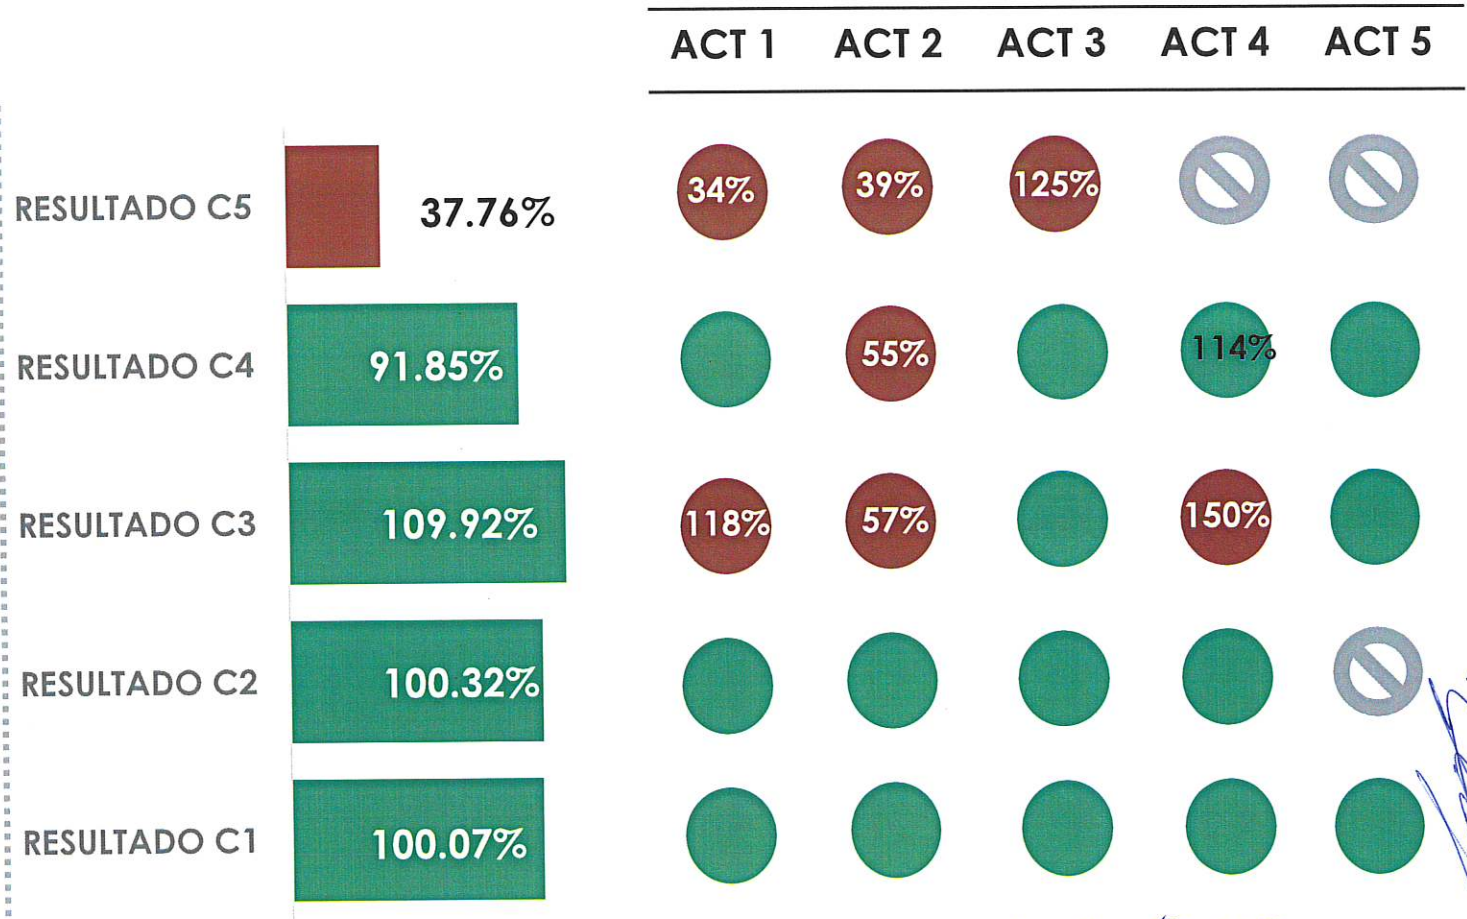 ACT 1 ACT 2 ACT 3 ACT 4 ACT 5
RESULTADO C5 37.76% 34% 39% 125%
RESULTADO C4 91.85% 55% 114%
RESULTADO C3 109.92% 118% 57% 150%
RESULTADO C2 100.32%
RESULTADO C1 100.07%